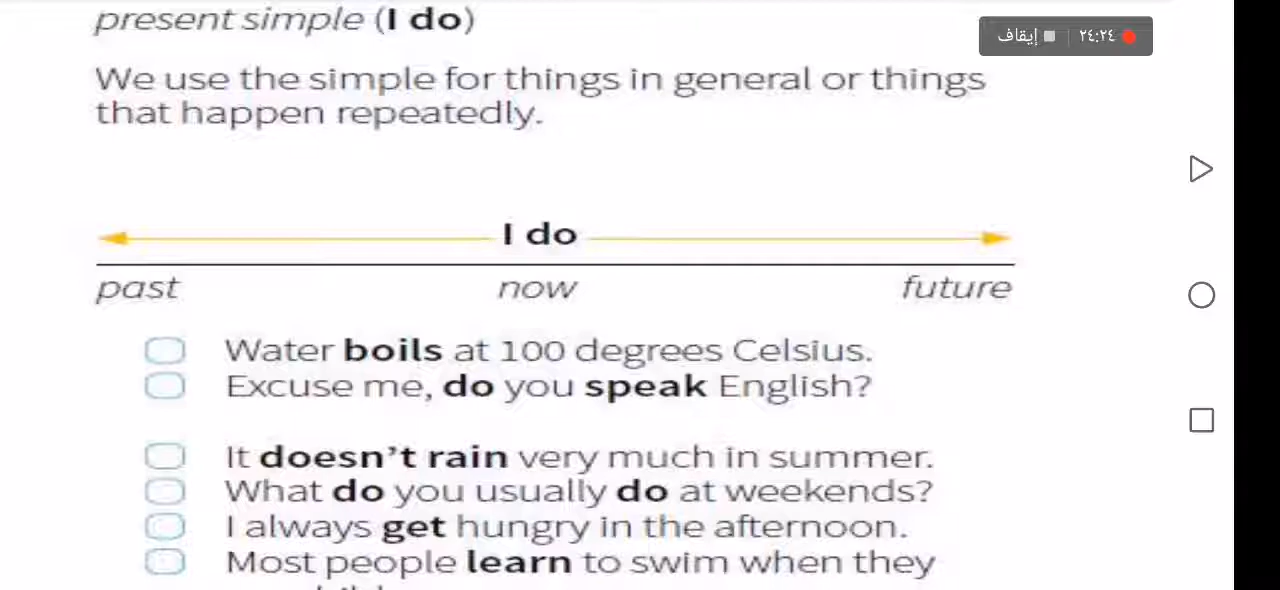 present simple (I do)
إيقاف ٢٤:٢٤
We use the simple for things in general or things
that happen repeatedly.
I do
past now future
Water boils at 100 degrees Celsius.
Excuse me, do you speak English?
It doesn't rain very much in summer.
What do you usually do at weekends?
I always get hungry in the afternoon.
Most people learn to swim when they